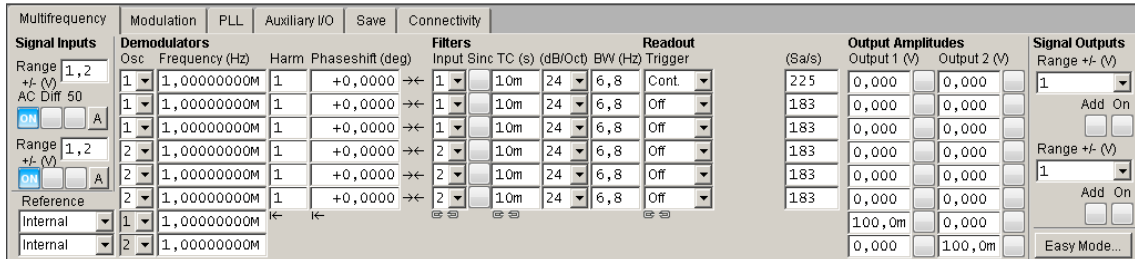 Multifrequency Modulation PLL Auxiliary I/O Save Connectivity
Signal Inputs Demodulators Filters Readout Output Amplitudes Signal Outputs
Osc Frequency (Hz) Harm Phaseshift (deg) Input Sinc TC (s) (dB/Oct) BW (Hz) Trigger (Sa/s) Output 1 (V) Output 2 (V) Range +/- (V)
Range +/- (V) 1,2 1 1,00000000M 1 +0,0000 →← 1 10m 24 6,8 Cont. 225 0,000 0,000 1
AC Diff 50 1 1,00000000M 1 +0,0000 →← 1 10m 24 6,8 Off 183 0,000 0,000 Add On
ON A 1 1,00000000M 1 +0,0000 →← 1 10m 24 6,8 Off 183 0,000 0,000
Range +/- (V) 1,2 2 1,00000000M 1 +0,0000 →← 2 10m 24 6,8 Off 183 0,000 0,000 Range +/- (V)
ON A 2 1,00000000M 1 +0,0000 →← 2 10m 24 6,8 Off 183 0,000 0,000 1
Reference 2 1,00000000M 1 +0,0000 →← 2 10m 24 6,8 Off 183 0,000 0,000 Add On
Internal 1 1,00000000M 100,0m 0,000
Internal 2 1,00000000M 0,000 100,0m Easy Mode...